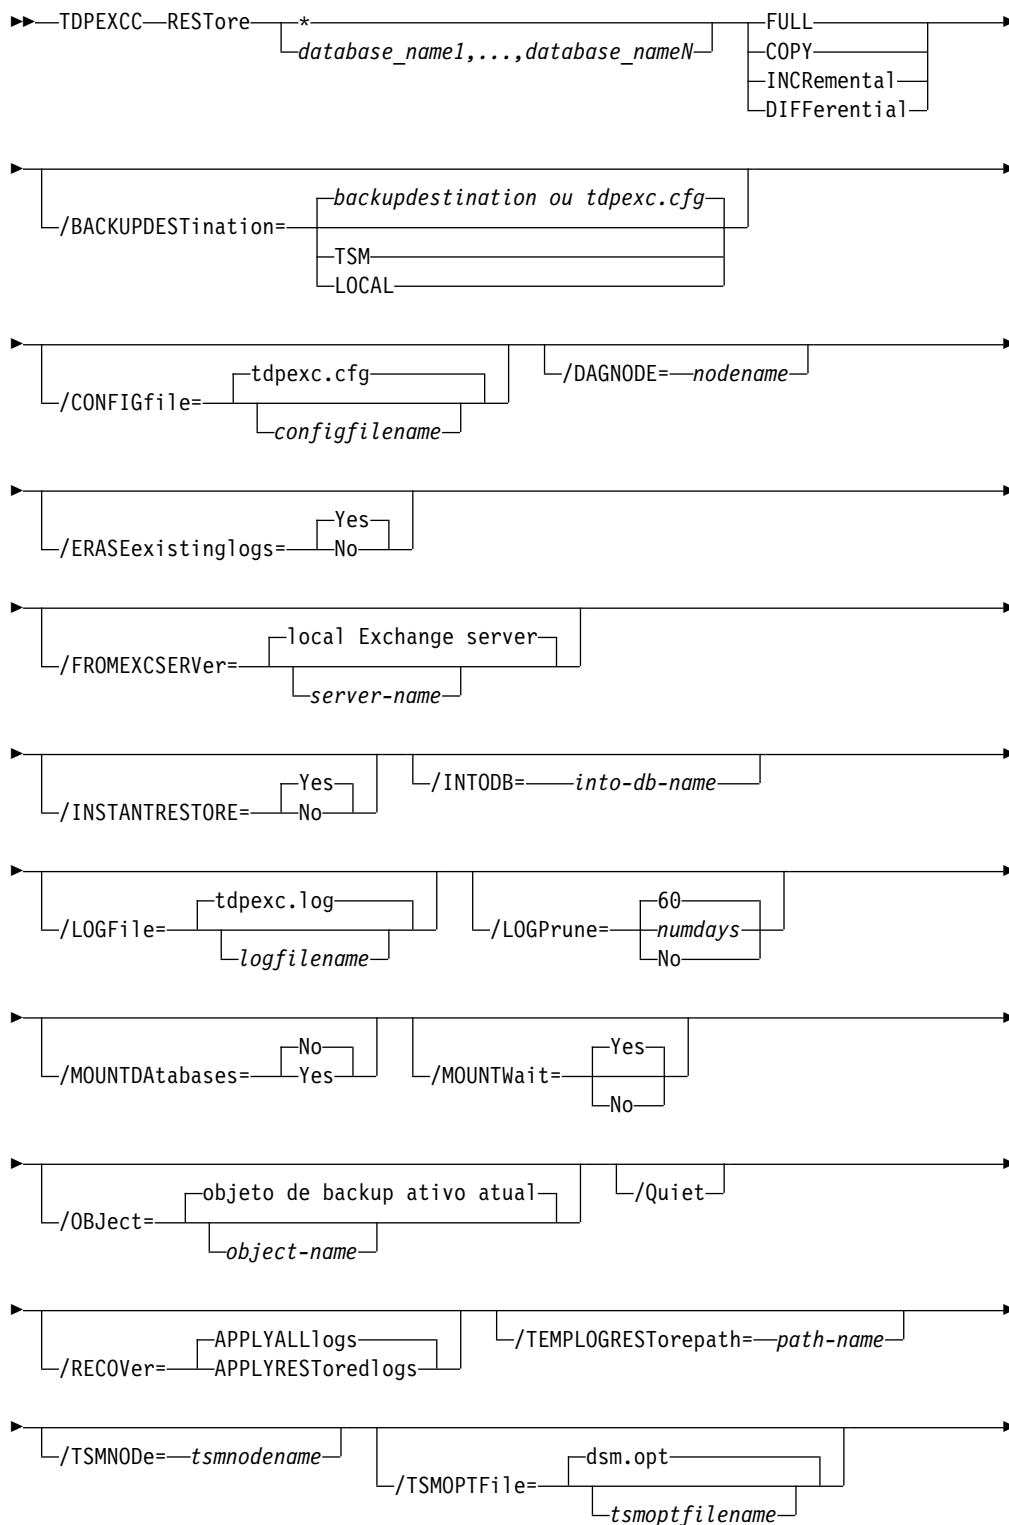 TDPEXCC RESTore * FULL
database_name1,...,database_nameN COPY
INCRemental
DIFFerential
/BACKUPDESTination= backupdestination ou tdpexc.cfg
TSM
LOCAL
/CONFIGfile= tdpexc.cfg
configfilename
/DAGNODE= nodename
/ERASEexistinglogs= Yes
No
/FROMEXCSERVer= local Exchange server
server-name
/INSTANTRESTORE= Yes
No
/INTODB= into-db-name
/LOGFile= tdpexc.log
logfilename
/LOGPrune= 60
numdays
No
/MOUNTDAtabases= No
Yes
/MOUNTWait= Yes
No
/OBJect= objeto de backup ativo atual
object-name
/Quiet
/RECOVer= APPLYALLlogs
APPLYRESToredlogs
/TEMPLOGRESTorepath= path-name
/TSMNODe= tsmnodename
/TSMOPTFile= dsm.opt
tsmoptfilename